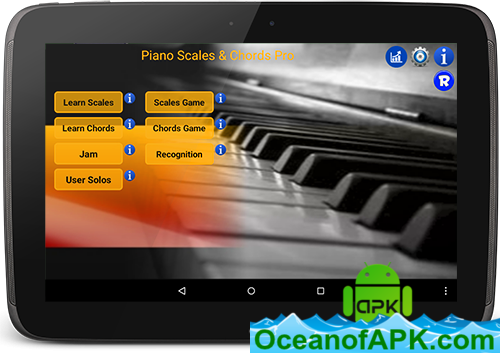 Piano Scales & Chords Pro
Learn Scales
Scales Game
Learn Chords
Chords Game
Jam
Recognition
User Solos
R
APK
OceanofAPK.com